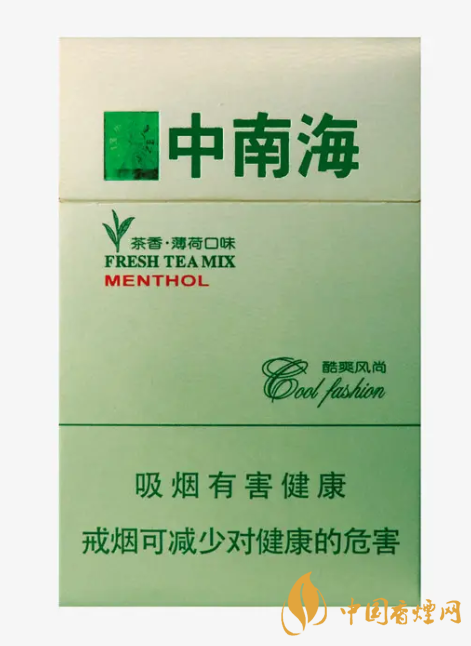 中南海
茶香·薄荷口味
FRESH TEA MIX
MENTHOL
酷爽风尚
Cool fashion
吸烟有害健康
戒烟可减少对健康的危害
中国香烟网